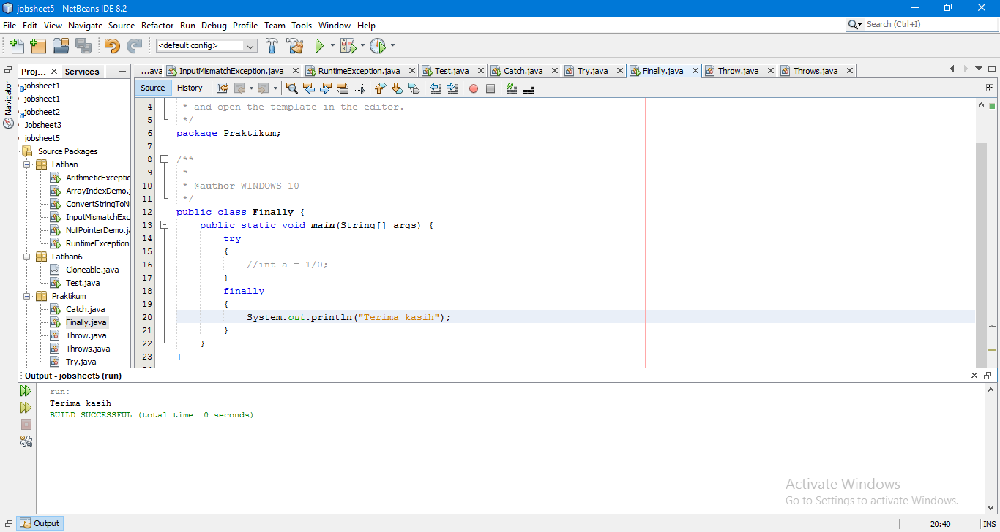 jobsheet5 - NetBeans IDE 8.2
File Edit View Navigate Source Refactor Run Debug Profile Team Tools Window Help
Search (Ctrl+I)
<default config>
Proj... Services
...ava InputMismatchException.java RuntimeException.java Test.java Catch.java Try.java Finally.java Throw.java Throws.java
Source History
Navigator
jobsheet1
jobsheet1
jobsheet2
Jobsheet3
jobsheet5
Source Packages
Latihan
ArithmeticExceptio
ArrayIndexDemo.j
ConvertStringToNu
InputMismatchExc
NullPointerDemo.ja
RuntimeException
Latihan6
Cloneable.java
Test.java
Praktikum
Catch.java
Finally.java
Throw.java
Throws.java
Try.java
4 * and open the template in the editor.
5 */
6 package Praktikum;
7
8 /**
9 *
10 * @author WINDOWS 10
11 */
12 public class Finally {
13 public static void main(String[] args) {
14 try
15 {
16 //int a = 1/0;
17 }
18 finally
19 {
20 System.out.println("Terima kasih");
21 }
22 }
23 }
Output - jobsheet5 (run)
run:
Terima kasih
BUILD SUCCESSFUL (total time: 0 seconds)
Activate Windows
Go to Settings to activate Windows.
Output
20:40 INS